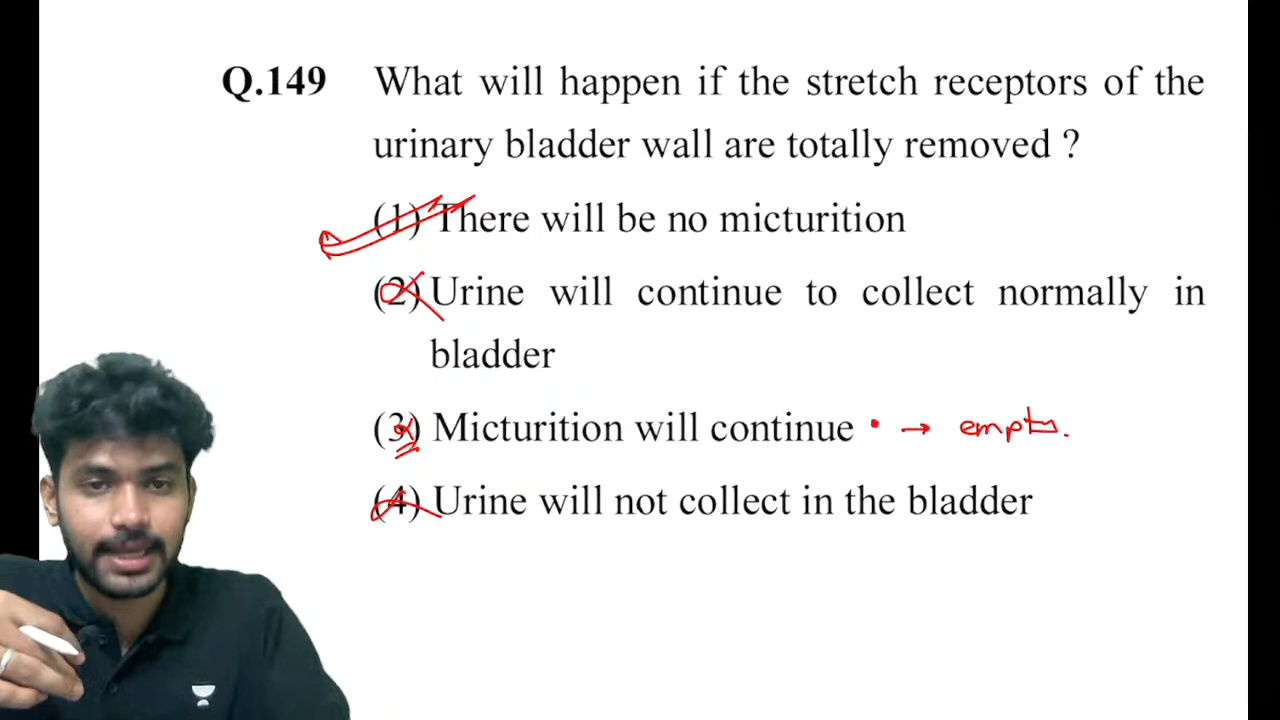 Q.149 What will happen if the stretch receptors of the
urinary bladder wall are totally removed ?
(1) There will be no micturition
(2) Urine will continue to collect normally in
bladder
(3) Micturition will continue → empty.
(4) Urine will not collect in the bladder